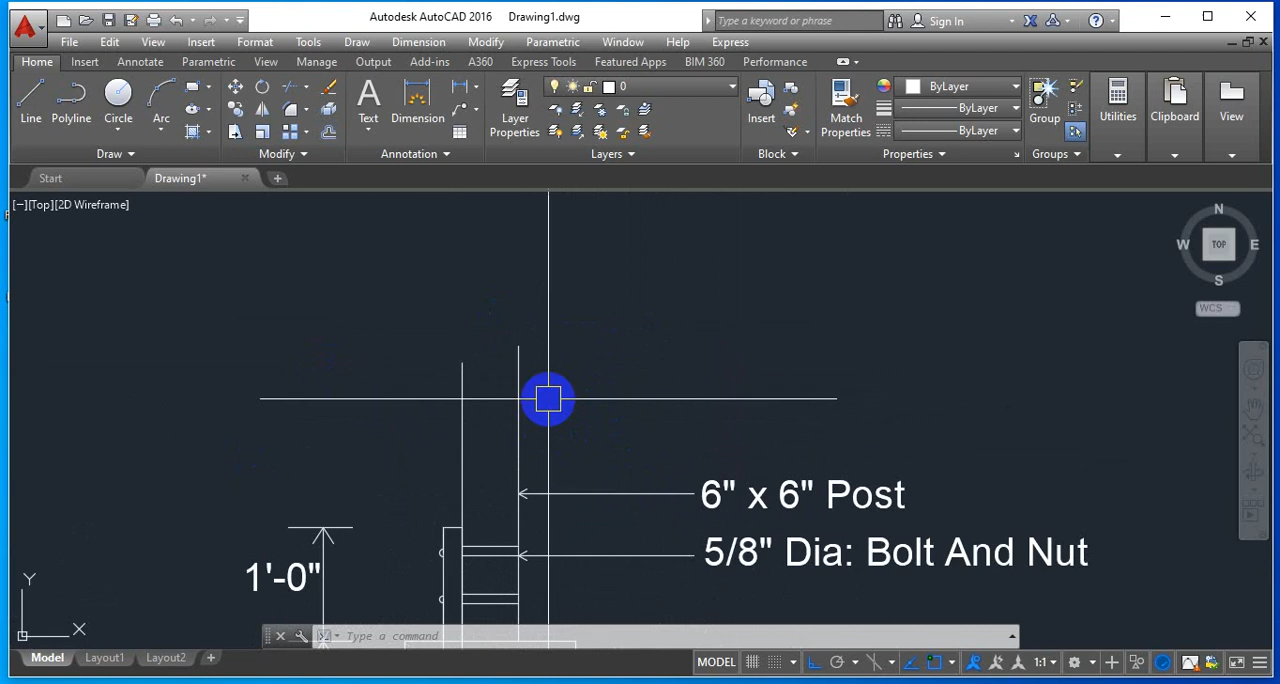 Autodesk AutoCAD 2016 Drawing1.dwg
Type a keyword or phrase
Sign In
File Edit View Insert Format Tools Draw Dimension Modify Parametric Window Help Express
Home Insert Annotate Parametric View Manage Output Add-ins A360 Express Tools Featured Apps BIM 360 Performance
0
ByLayer
ByLayer
ByLayer
Line Polyline Circle Arc
Text Dimension
Layer Properties
Insert
Match Properties
Group
Utilities
Clipboard
View
Draw Modify Annotation Layers Block Properties Groups
Start Drawing1*
[−][Top][2D Wireframe]
N
W TOP E
S
WCS
6" x 6" Post
5/8" Dia: Bolt And Nut
1'-0"
Y
X
Type a command
Model Layout1 Layout2
MODEL
1:1